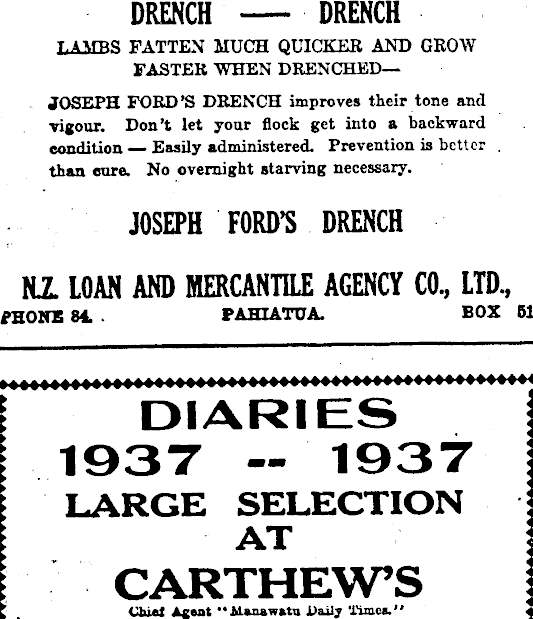 DRENCH —— DRENCH
LAMBS FATTEN MUCH QUICKER AND GROW
FASTER WHEN DRENCHED—
JOSEPH FORD'S DRENCH improves their tone and
vigour. Don't let your flock get into a backward
condition — Easily administered. Prevention is better
than cure. No overnight starving necessary.
JOSEPH FORD'S DRENCH
N.Z. LOAN AND MERCANTILE AGENCY CO., LTD.,
PHONE 84. PAHIATUA. BOX 51
DIARIES
1937 -- 1937
LARGE SELECTION
AT
CARTHEW'S
Chief Agent "Manawatu Daily Times."